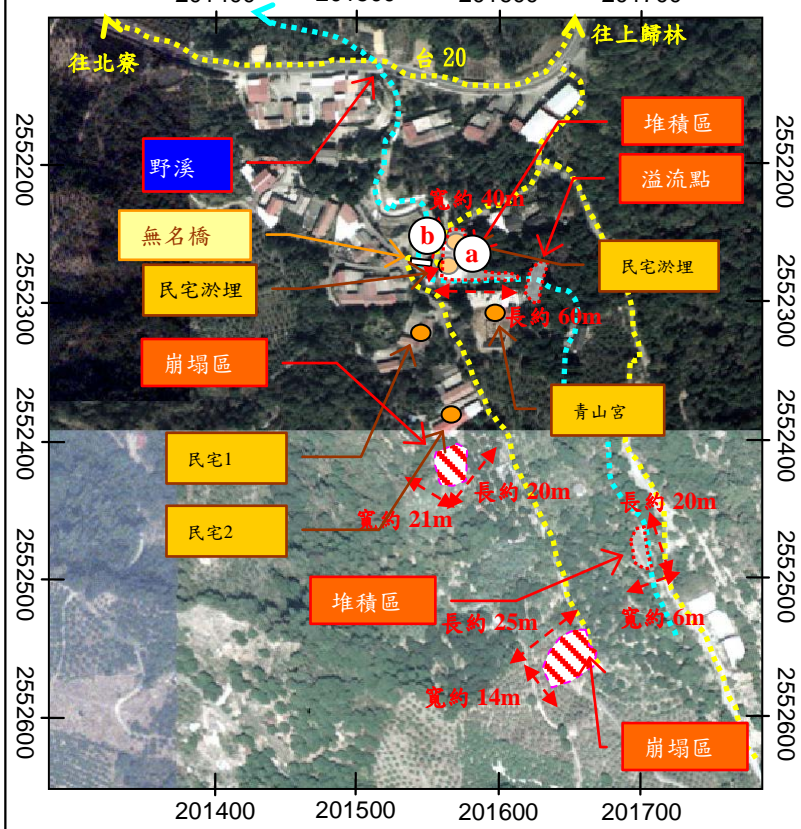 201400
201500
201600
201700
往北寮
台 20
往上歸林
堆積區
野溪
溢流點
寬約 40m
無名橋
b
a
民宅淤埋
民宅淤埋
長約 60m
崩塌區
青山宮
民宅1
長約 20m
寬約 21m
長約 20m
民宅2
堆積區
長約 25m
寬約 6m
寬約 14m
崩塌區
2552200
2552300
2552400
2552500
2552600
2552200
2552300
2552400
2552500
2552600
201400
201500
201600
201700